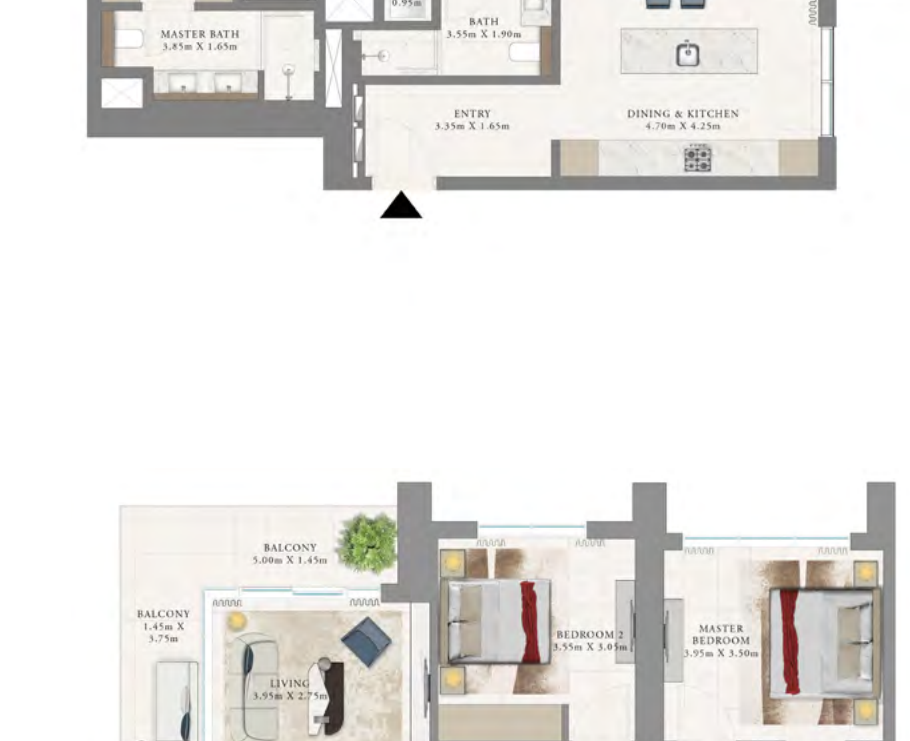 0.95m
BATH
3.55m X 1.90m
MASTER BATH
3.85m X 1.65m
ENTRY
3.35m X 1.65m
DINING & KITCHEN
4.70m X 4.25m
BALCONY
5.00m X 1.45m
BALCONY
1.45m X
3.75m
LIVING
3.95m X 2.75m
BEDROOM 2
3.55m X 3.05m
MASTER
BEDROOM
3.95m X 3.50m